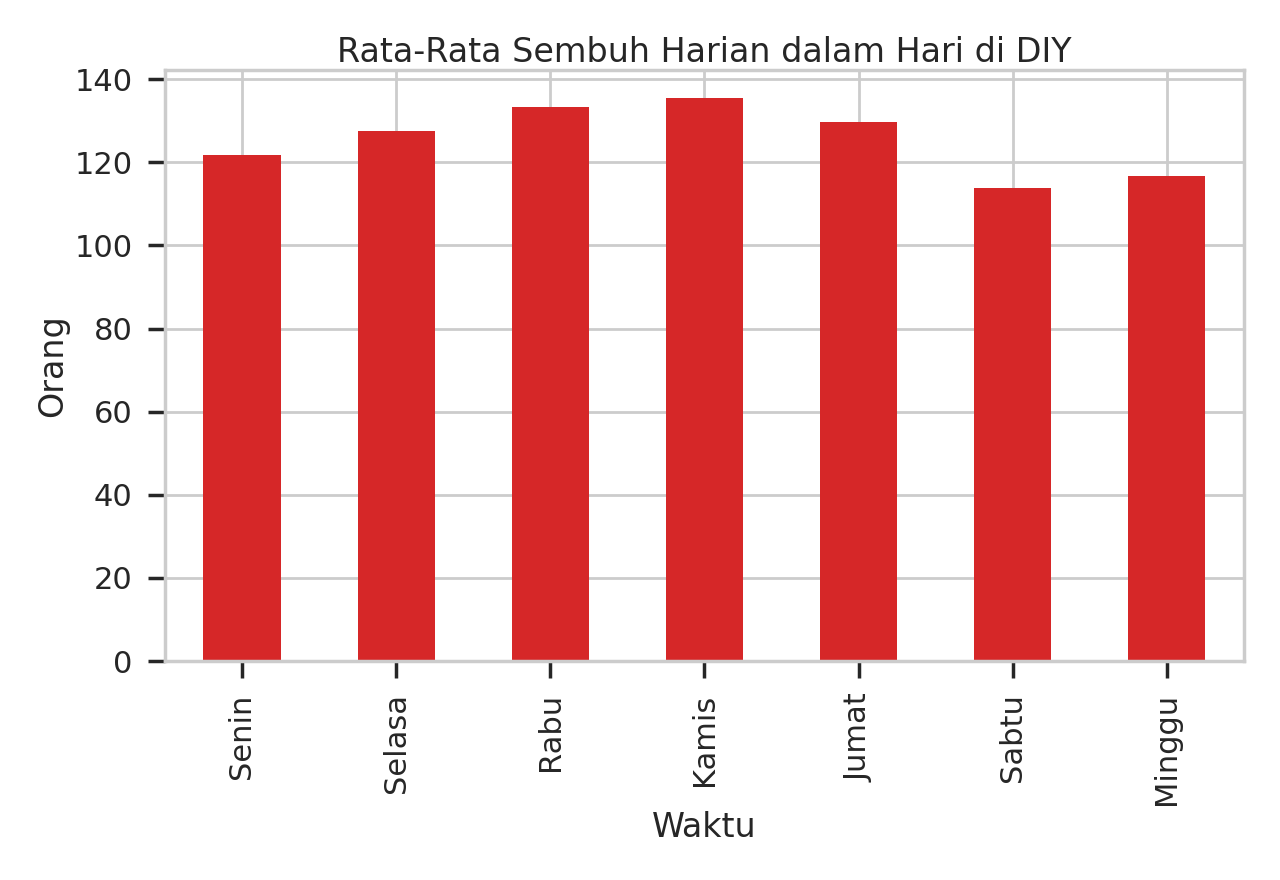 Rata-Rata Sembuh Harian dalam Hari di DIY
140
120
100
80
60
40
20
0
Orang
Senin
Selasa
Rabu
Kamis
Jumat
Sabtu
Minggu
Waktu